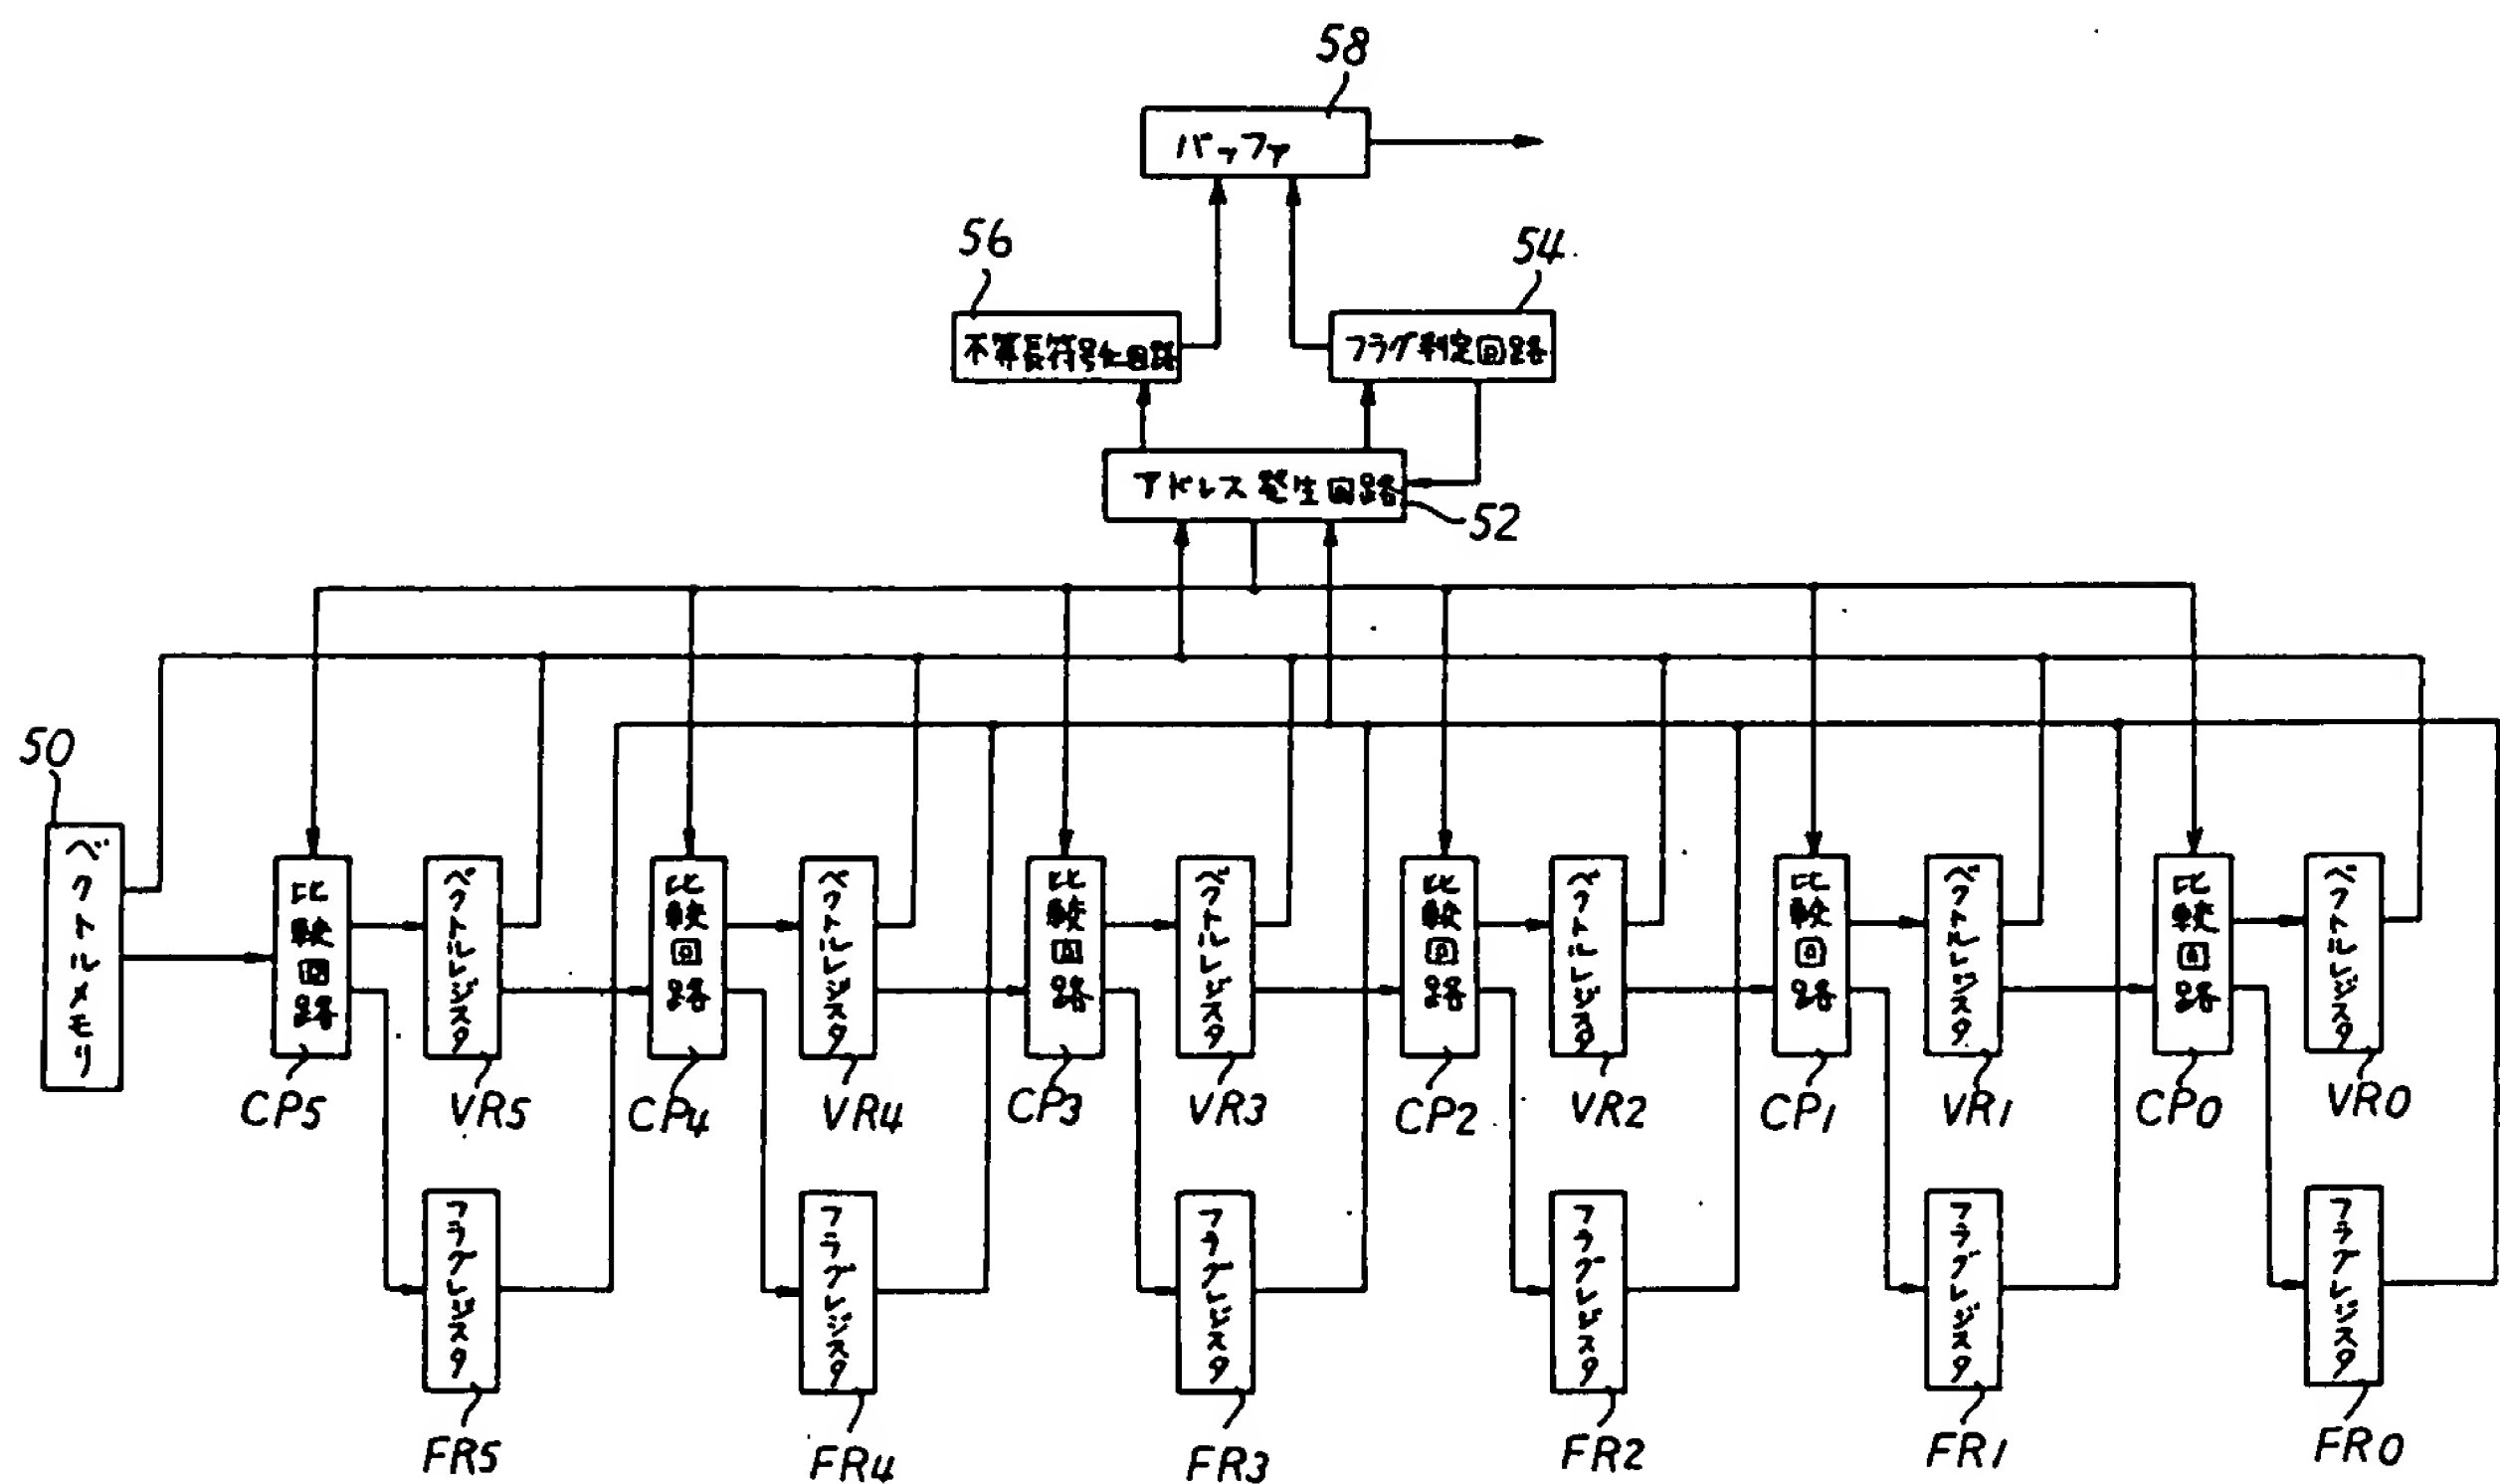 58
バッファ
56
54
不等長符号化回路
フラグ判定回路
アドレス発生回路
52
50
ベクトルメモリ
比較回路
ベクトルレジスタ
比較回路
ベクトルレジスタ
比較回路
ベクトルレジスタ
比較回路
ベクトルレジスタ
比較回路
ベクトルレジスタ
比較回路
ベクトルレジスタ
CP5
VR5
CP4
VR4
CP3
VR3
CP2
VR2
CP1
VR1
CP0
VR0
フラグレジスタ
フラグレジスタ
フラグレジスタ
フラグレジスタ
フラグレジスタ
フラグレジスタ
FR5
FR4
FR3
FR2
FR1
FR0